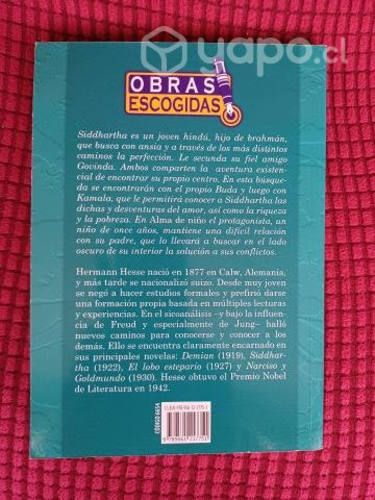 yapo.cl
OBRAS
ESCOGIDAS
Siddhartha es un joven hindú, hijo de brahmán,
que busca con ansia y a través de los más distintos
caminos la perfección. Le secunda su fiel amigo
Govinda. Ambos comparten la aventura existen-
cial de encontrar su propio centro. En esta búsque-
da se encontrarán con el propio Buda y luego con
Kamala, que le permitirá conocer a Siddhartha las
las dichas y desventuras del amor, así como la riqueza
y la pobreza. En Alma de niño el protagonista, un
niño de once años, mantiene una difícil relación
con su padre, que lo llevará a buscar en el lado
oscuro de su interior la solución a sus conflictos.
Hermann Hesse nació en 1877 en Calw, Alemania,
y más tarde se nacionalizó suizo. Desde muy joven
se negó a hacer estudios formales y prefirió darse
una formación propia basada en múltiples lecturas
y experiencias. En el sicoanálisis –y bajo la influen-
cia de Freud y especialmente de Jung– halló
nuevos caminos para conocerse y conocer a los
demás. Ello se encuentra claramente encarnado en
sus principales novelas: Demian (1919), Siddhar-
tha (1922), El lobo estepario (1927) y Narciso y
Goldmundo (1930). Hesse obtuvo el Premio Nobel
de Literatura en 1942.